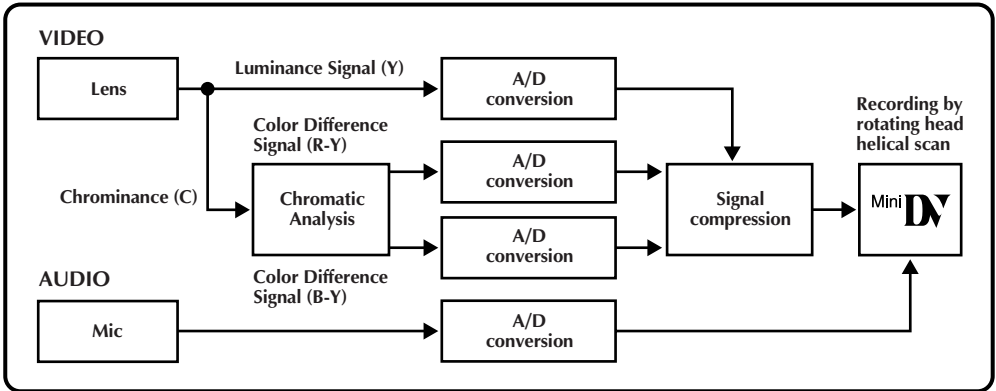 VIDEO
Lens
Luminance Signal (Y)
A/D
conversion
Color Difference
Signal (R-Y)
A/D
conversion
Chrominance (C)
Chromatic
Analysis
A/D
conversion
Color Difference
Signal (B-Y)
Signal
compression
Recording by
rotating head
helical scan
Mini DV
AUDIO
Mic
A/D
conversion